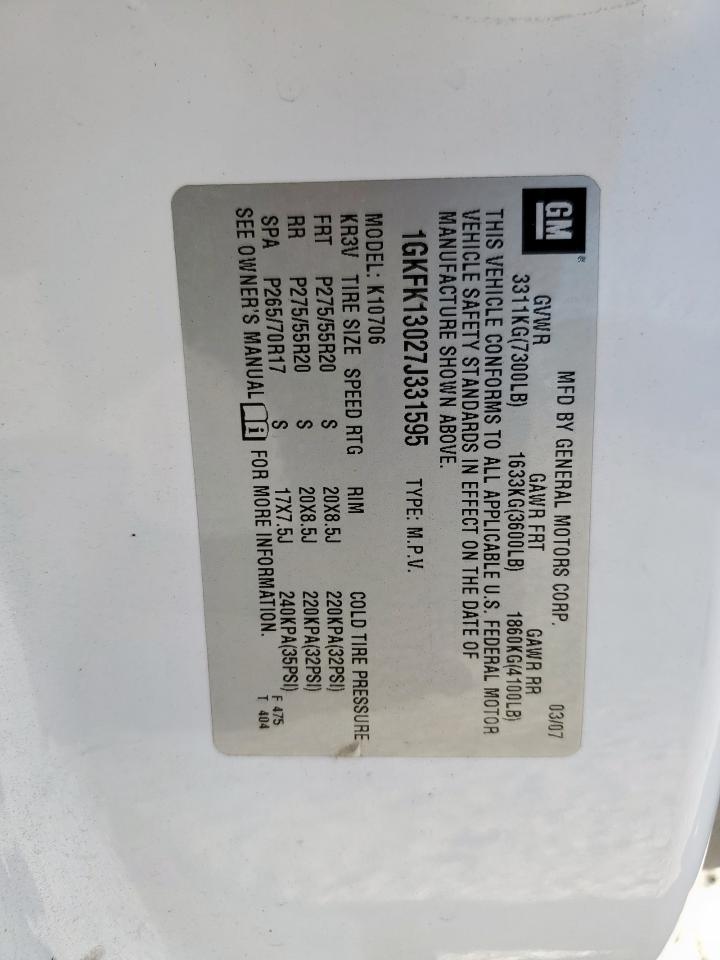 GM ®
MFD BY GENERAL MOTORS CORP. 03/07
GVWR GAWR FRT GAWR RR
3311KG(7300LB) 1633KG(3600LB) 1860KG(4100LB)
THIS VEHICLE CONFORMS TO ALL APPLICABLE U.S. FEDERAL MOTOR
VEHICLE SAFETY STANDARDS IN EFFECT ON THE DATE OF
MANUFACTURE SHOWN ABOVE.
1GKFK13027J331595 TYPE: M.P.V.
MODEL: K10706
KR3V TIRE SIZE SPEED RTG RIM COLD TIRE PRESSURE
FRT P275/55R20 S 20X8.5J 220KPA(32PSI)
RR P275/55R20 S 20X8.5J 220KPA(32PSI)
SPA P265/70R17 S 17X7.5J 240KPA(35PSI)
SEE OWNER'S MANUAL i FOR MORE INFORMATION.
F 475
T 404